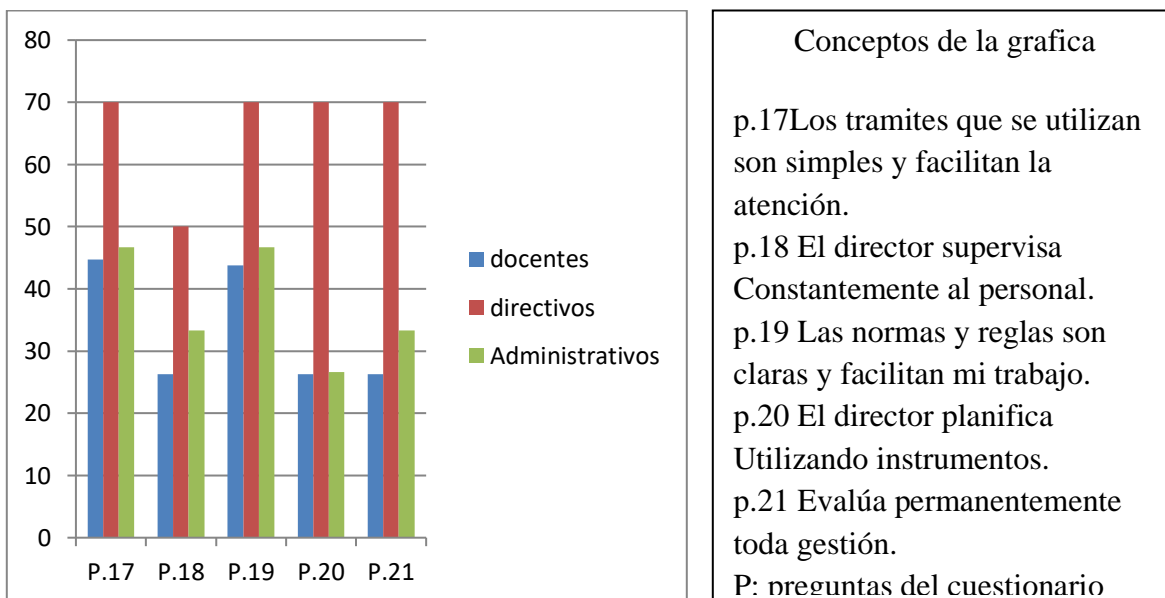 80
70
60
50
40
30
20
10
0
P.17 P.18 P.19 P.20 P.21
docentes
directivos
Administrativos
Conceptos de la grafica
p.17Los tramites que se utilizan
son simples y facilitan la
atención.
p.18 El director supervisa
Constantemente al personal.
p.19 Las normas y reglas son
claras y facilitan mi trabajo.
p.20 El director planifica
Utilizando instrumentos.
p.21 Evalúa permanentemente
toda gestión.
P: preguntas del cuestionario